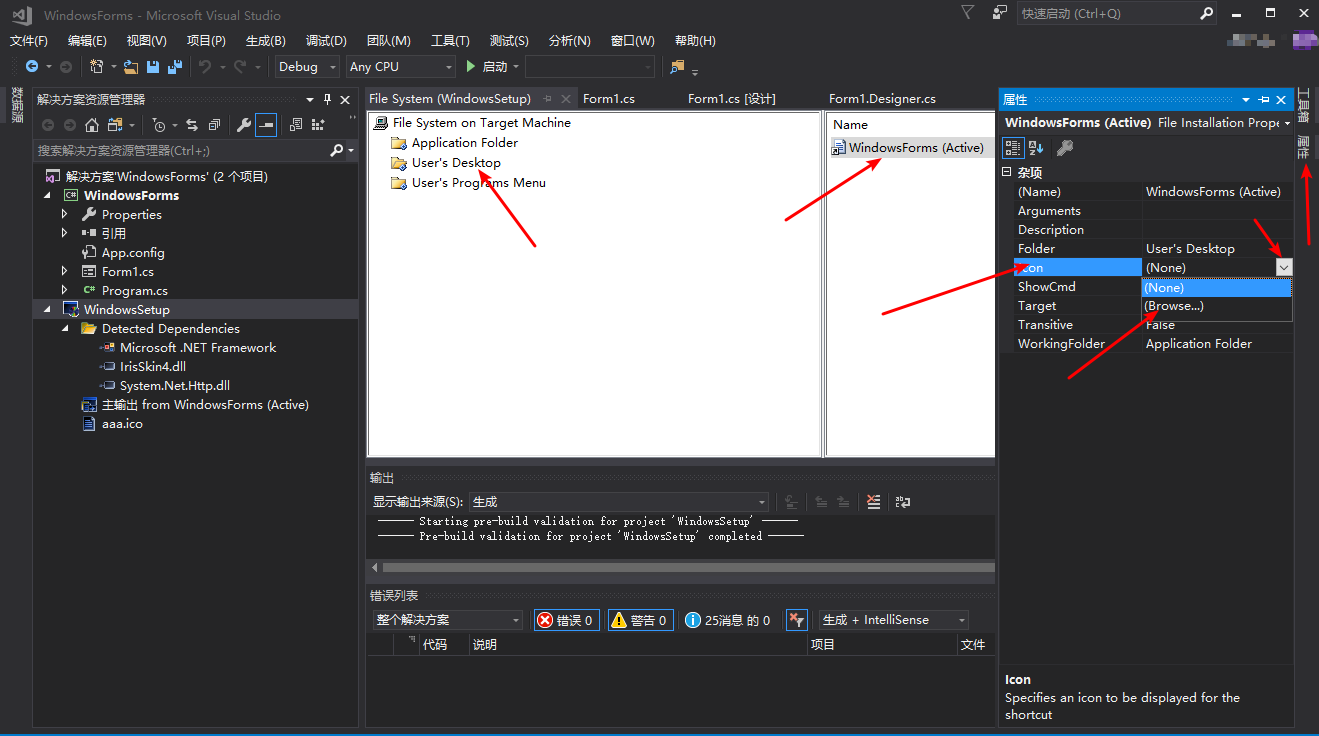 WindowsForms - Microsoft Visual Studio
快速启动 (Ctrl+Q)
文件(F) 编辑(E) 视图(V) 项目(P) 生成(B) 调试(D) 团队(M) 工具(T) 测试(S) 分析(N) 窗口(W) 帮助(H)
Debug Any CPU 启动
数据源
解决方案资源管理器
搜索解决方案资源管理器(Ctrl+;)
解决方案'WindowsForms' (2 个项目)
WindowsForms
Properties
引用
App.config
Form1.cs
Program.cs
WindowsSetup
Detected Dependencies
Microsoft .NET Framework
IrisSkin4.dll
System.Net.Http.dll
主输出 from WindowsForms (Active)
aaa.ico
File System (WindowsSetup) Form1.cs Form1.cs [设计] Form1.Designer.cs
File System on Target Machine
Application Folder
User's Desktop
User's Programs Menu
Name
WindowsForms (Active)
输出
显示输出来源(S): 生成
------ Starting pre-build validation for project 'WindowsSetup' ------
------ Pre-build validation for project 'WindowsSetup' completed ------
错误列表
整个解决方案 错误 0 警告 0 25消息 的 0 生成 + IntelliSense
代码 说明 项目 文件
属性
WindowsForms (Active) File Installation Prope
杂项
(Name) WindowsForms (Active)
Arguments
Description
Folder User's Desktop
Icon (None)
ShowCmd (None)
Target (Browse...)
Transitive False
WorkingFolder Application Folder
Icon
Specifies an icon to be displayed for the
shortcut
工具箱
属性